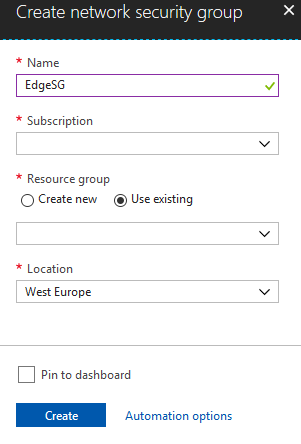 Create network security group
* Name
EdgeSG
* Subscription
* Resource group
Create new Use existing
* Location
West Europe
Pin to dashboard
Create Automation options